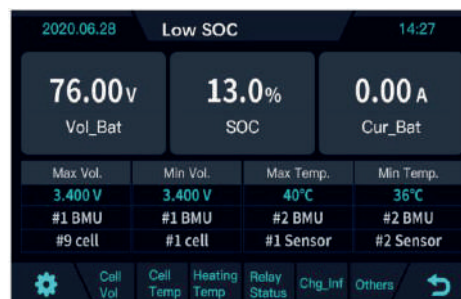 2020.06.28 Low SOC 14:27
76.00V 13.0% 0.00 A
Vol_Bat SOC Cur_Bat
Max Vol. Min Vol. Max Temp. Min Temp.
3.400 V 3.400 V 40°C 36°C
#1 BMU #1 BMU #2 BMU #2 BMU
#9 cell #1 cell #1 Sensor #2 Sensor
Cell Cell Heating Relay Chg_Inf Others
Vol Temp Temp Status